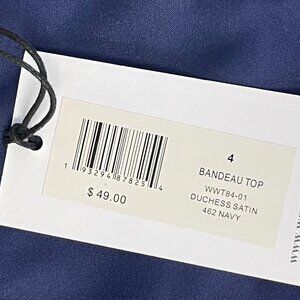 4
BANDEAU TOP
WWT84-01
DUCHESS SATIN
462 NAVY
1 93294 87825 4
$ 49.00